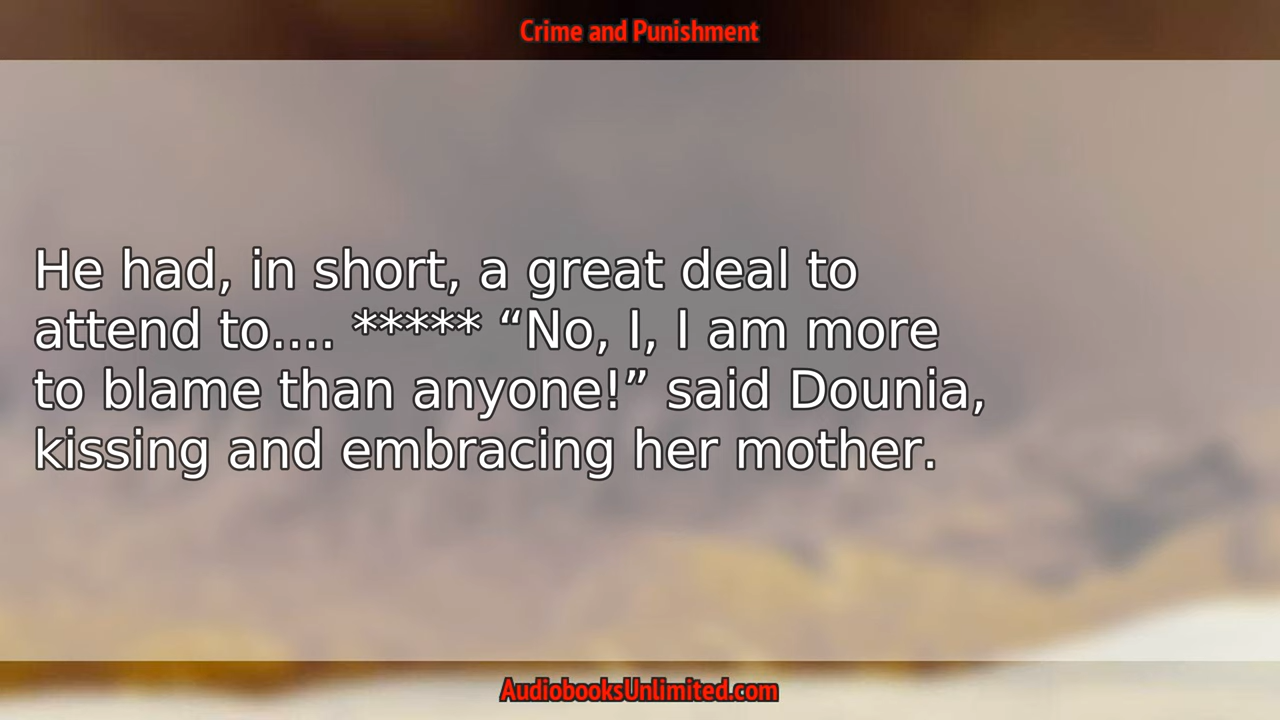 Crime and Punishment
He had, in short, a great deal to
attend to.... ***** “No, I, I am more
to blame than anyone!” said Dounia,
kissing and embracing her mother.
AudiobooksUnlimited.com